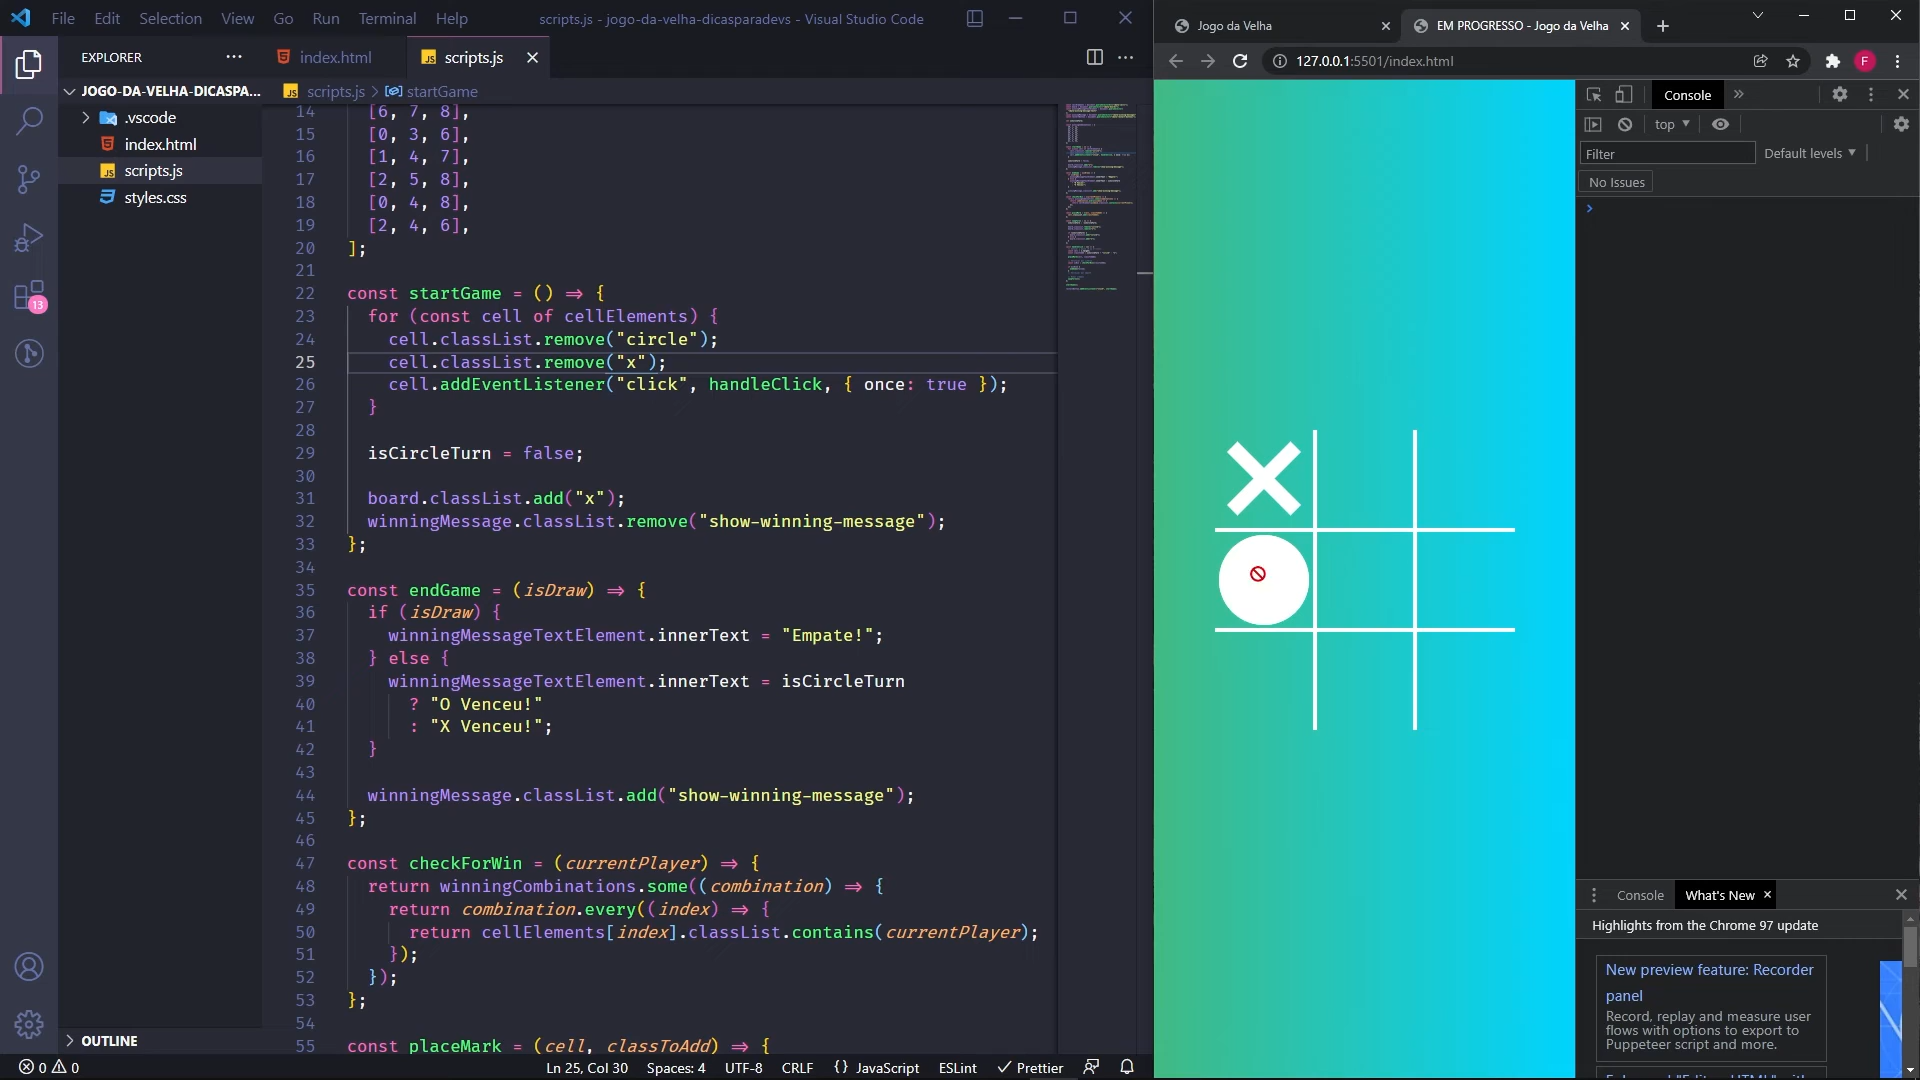 File Edit Selection View Go Run Terminal Help
scripts.js - jogo-da-velha-dicasparadevs - Visual Studio Code
EXPLORER
index.html
scripts.js
JOGO-DA-VELHA-DICASPA...
.vscode
index.html
scripts.js
styles.css
13
OUTLINE
scripts.js > startGame
14 [6, 7, 8],
15 [0, 3, 6],
16 [1, 4, 7],
17 [2, 5, 8],
18 [0, 4, 8],
19 [2, 4, 6],
20 ];
21
22 const startGame = () => {
23 for (const cell of cellElements) {
24 cell.classList.remove("circle");
25 cell.classList.remove("x");
26 cell.addEventListener("click", handleClick, { once: true });
27 }
28
29 isCircleTurn = false;
30
31 board.classList.add("x");
32 winningMessage.classList.remove("show-winning-message");
33 };
34
35 const endGame = (isDraw) => {
36 if (isDraw) {
37 winningMessageTextElement.innerText = "Empate!";
38 } else {
39 winningMessageTextElement.innerText = isCircleTurn
40 ? "O Venceu!"
41 : "X Venceu!";
42 }
43
44 winningMessage.classList.add("show-winning-message");
45 };
46
47 const checkForWin = (currentPlayer) => {
48 return winningCombinations.some((combination) => {
49 return combination.every((index) => {
50 return cellElements[index].classList.contains(currentPlayer);
51 });
52 });
53 };
54
55 const placeMark = (cell, classToAdd) => {
0 0
Ln 25, Col 30 Spaces: 4 UTF-8 CRLF {} JavaScript ESLint Prettier
Jogo da Velha
EM PROGRESSO - Jogo da Velha
127.0.0.1:5501/index.html
F
Console
top
Filter
Default levels
No Issues
Console
What's New
Highlights from the Chrome 97 update
New preview feature: Recorder
panel
Record, replay and measure user
flows with options to export to
Puppeteer script and more.